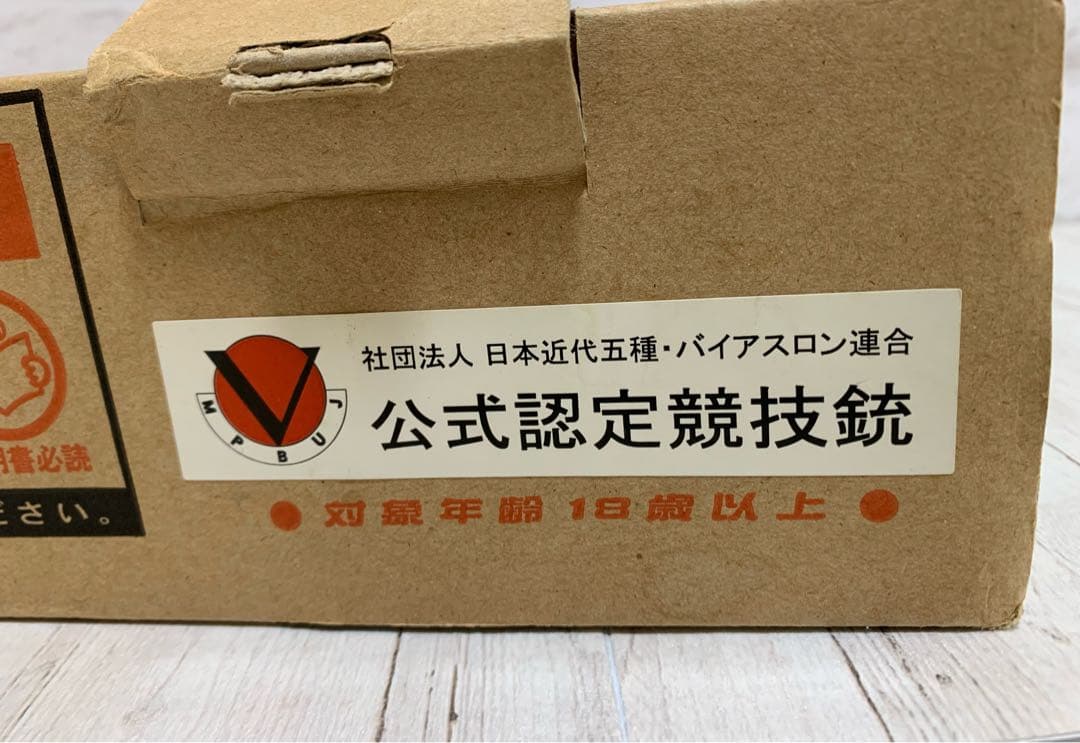 社団法人 日本近代五種・バイアスロン連合
公式認定競技銃
MPBUJ
●対象年齢18歳以上●
書必読
ださい。